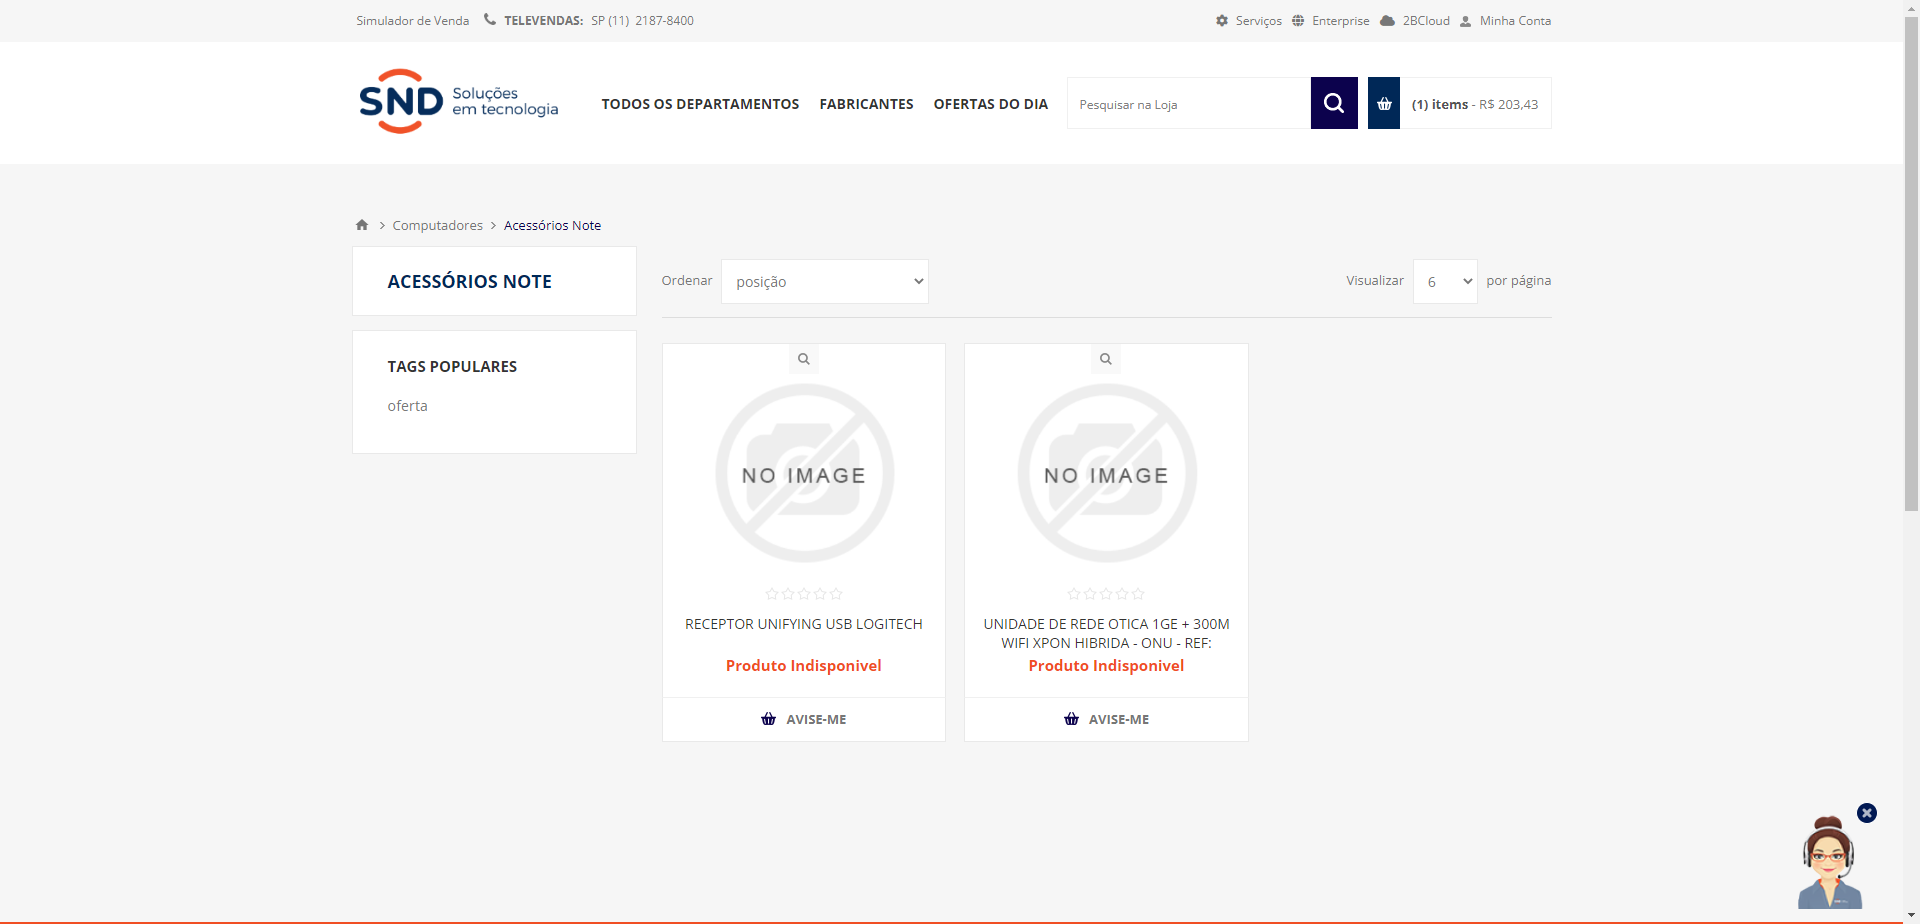 Simulador de Venda TELEVENDAS: SP (11) 2187-8400 Serviços Enterprise 2BCloud Minha Conta
SND Soluções
em tecnologia
TODOS OS DEPARTAMENTOS FABRICANTES OFERTAS DO DIA Pesquisar na Loja (1) items - R$ 203,43
Computadores Acessórios Note
ACESSÓRIOS NOTE
TAGS POPULARES
oferta
Ordenar posição Visualizar 6 por página
NO IMAGE
RECEPTOR UNIFYING USB LOGITECH
Produto Indisponivel
AVISE-ME
NO IMAGE
UNIDADE DE REDE OTICA 1GE + 300M
WIFI XPON HIBRIDA - ONU - REF:
Produto Indisponivel
AVISE-ME